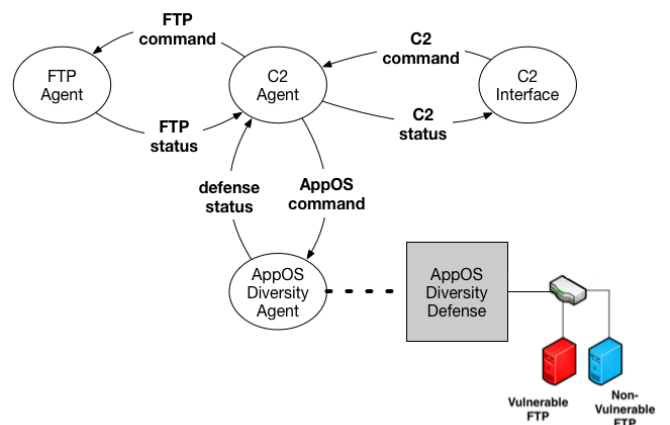 FTP
command
C2
command
FTP
Agent
C2
Agent
C2
Interface
FTP
status
C2
status
defense
status
AppOS
command
AppOS
Diversity
Agent
AppOS
Diversity
Defense
Vulnerable
FTP
Non-
Vulnerable
FTP